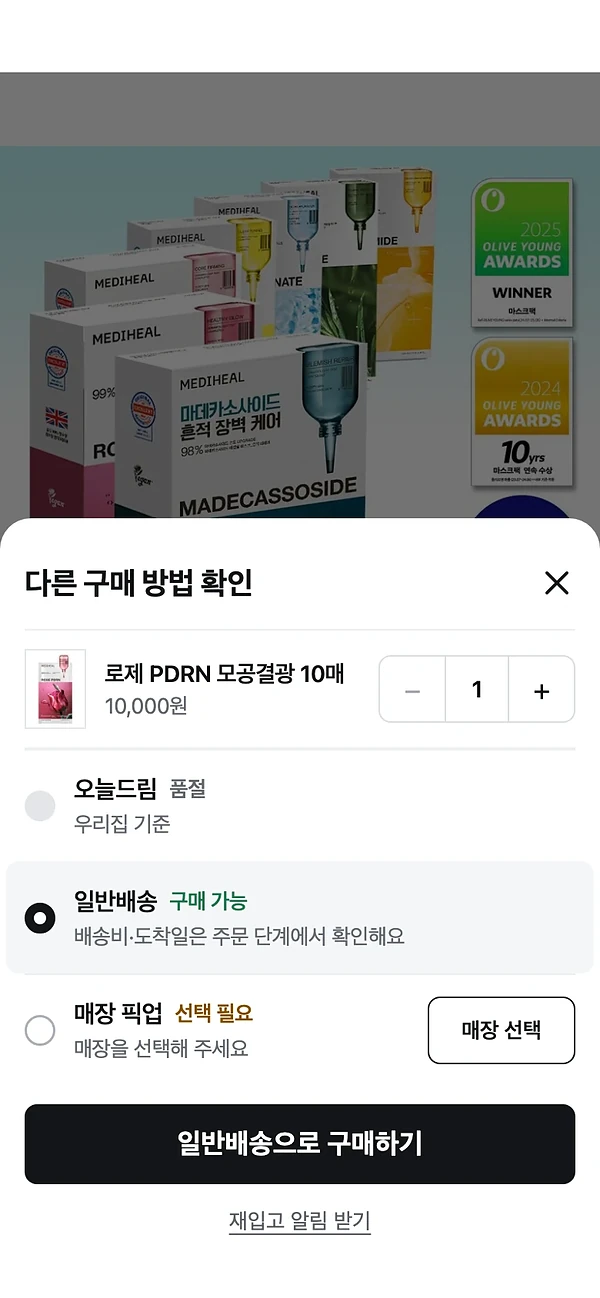 MEDIHEAL
MEDIHEAL
MEDIHEAL
MEDIHEAL
MEDIHEAL
마데카소사이드
흔적 장벽 케어
98%
MADECASSOSIDE
99%
2025
OLIVE YOUNG
AWARDS
WINNER
마스크팩
2024
OLIVE YOUNG
AWARDS
10yrs
마스크팩 연속 수상
다른 구매 방법 확인
로제 PDRN 모공결광 10매
10,000원
1
오늘드림 품절
우리집 기준
일반배송 구매 가능
배송비·도착일은 주문 단계에서 확인해요
매장 픽업 선택 필요
매장을 선택해 주세요
매장 선택
일반배송으로 구매하기
재입고 알림 받기